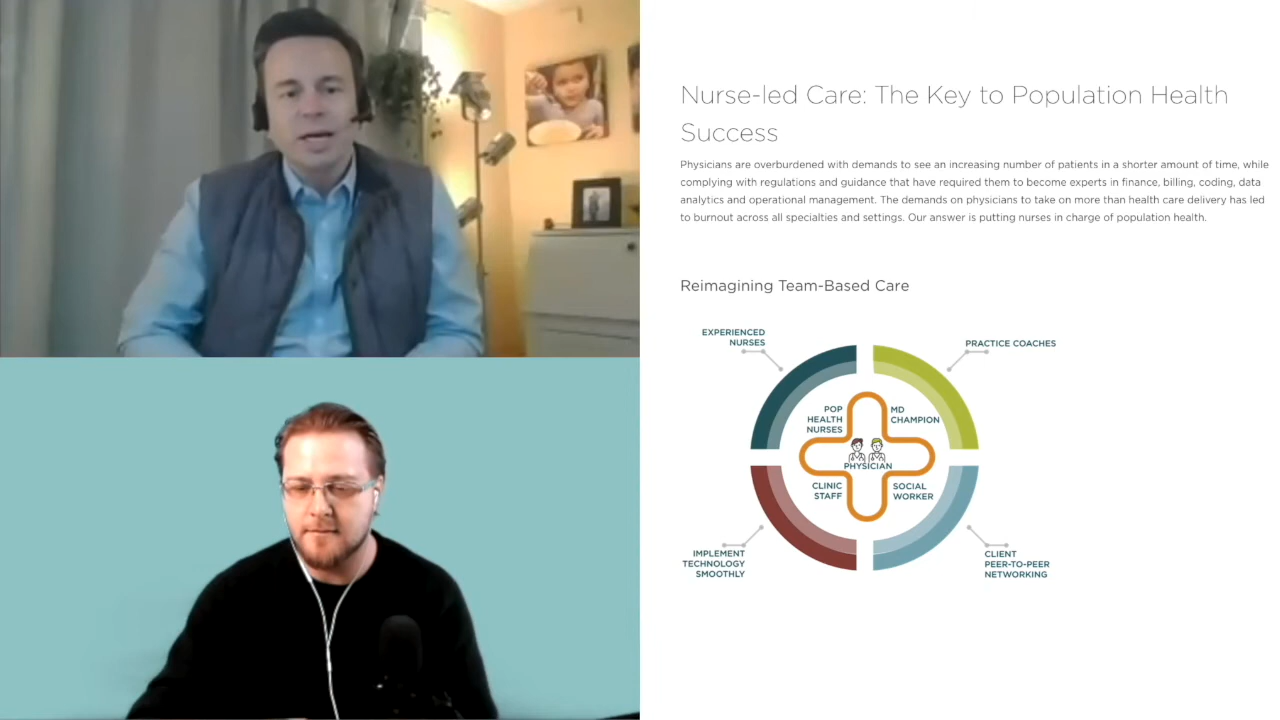 Nurse-led Care: The Key to Population Health
Success
Physicians are overburdened with demands to see an increasing number of patients in a shorter amount of time, while
complying with regulations and guidance that have required them to become experts in finance, billing, coding, data
analytics and operational management. The demands on physicians to take on more than health care delivery has led
to burnout across all specialties and settings. Our answer is putting nurses in charge of population health.
Reimagining Team-Based Care
EXPERIENCED
NURSES
PRACTICE COACHES
POP
HEALTH
NURSES
MD
CHAMPION
PHYSICIAN
CLINIC
STAFF
SOCIAL
WORKER
IMPLEMENT
TECHNOLOGY
SMOOTHLY
CLIENT
PEER-TO-PEER
NETWORKING